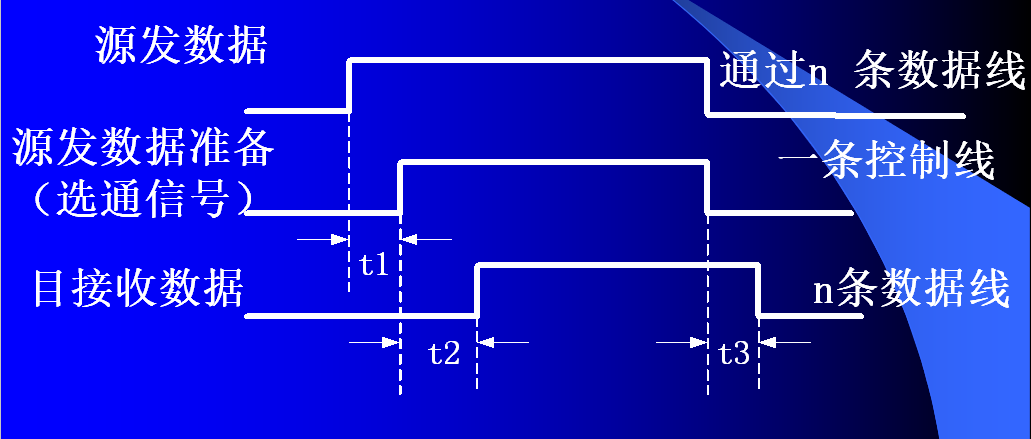 源发数据
通过n 条数据线
源发数据准备
（选通信号）
一条控制线
t1
目接收数据
n条数据线
t2
t3